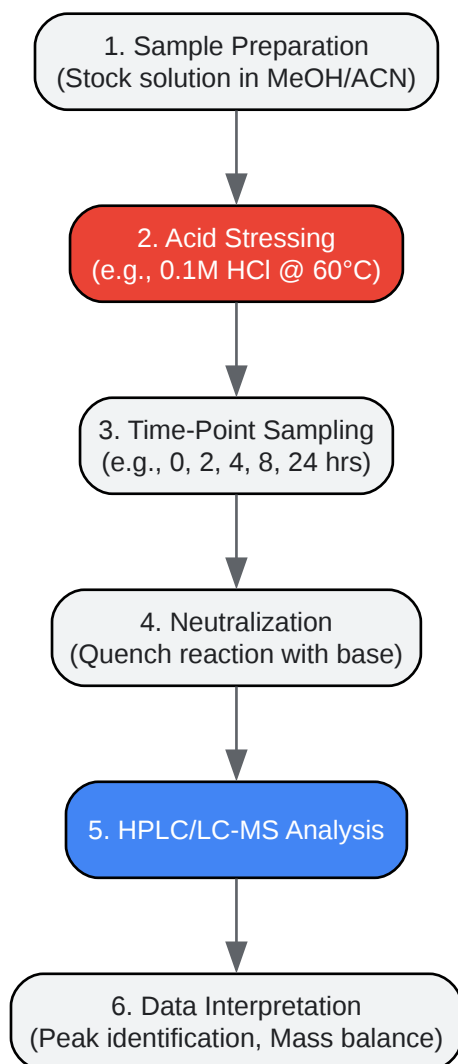 1. Sample Preparation
(Stock solution in MeOH/ACN)
2. Acid Stressing
(e.g., 0.1M HCl @ 60°C)
3. Time-Point Sampling
(e.g., 0, 2, 4, 8, 24 hrs)
4. Neutralization
(Quench reaction with base)
5. HPLC/LC-MS Analysis
6. Data Interpretation
(Peak identification, Mass balance)